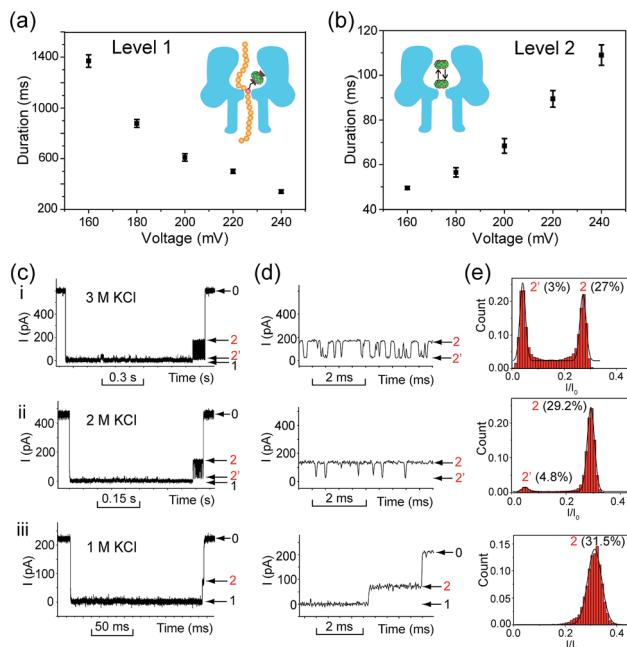 (a)
Level 1
Duration (ms)
1400
1000
600
200
160 180 200 220 240
Voltage (mV)
(b)
Level 2
Duration (ms)
120
100
80
60
40
160 180 200 220 240
Voltage (mV)
(c)
i
3 M KCl
I (pA)
600
400
200
0
0
2
2'
1
0.3 s
Time (s)
ii
2 M KCl
I (pA)
400
200
0
0
2
2'
1
0.15 s
Time (s)
iii
1 M KCl
I (pA)
200
100
0
0
2
1
50 ms
Time (ms)
(d)
I (pA)
400
200
0
2
2'
2 ms
Time (ms)
I (pA)
400
200
0
2
2'
2 ms
Time (ms)
I (pA)
200
100
0
0
2
1
2 ms
Time (ms)
(e)
2' (3%)
2 (27%)
Count
0.20
0.10
0.00
0.0 0.2 0.4
I/I0
2 (29.2%)
2' (4.8%)
Count
0.20
0.10
0.00
0.0 0.2 0.4
I/I0
2 (31.5%)
Count
0.15
0.10
0.05
0.00
0.0 0.2 0.4